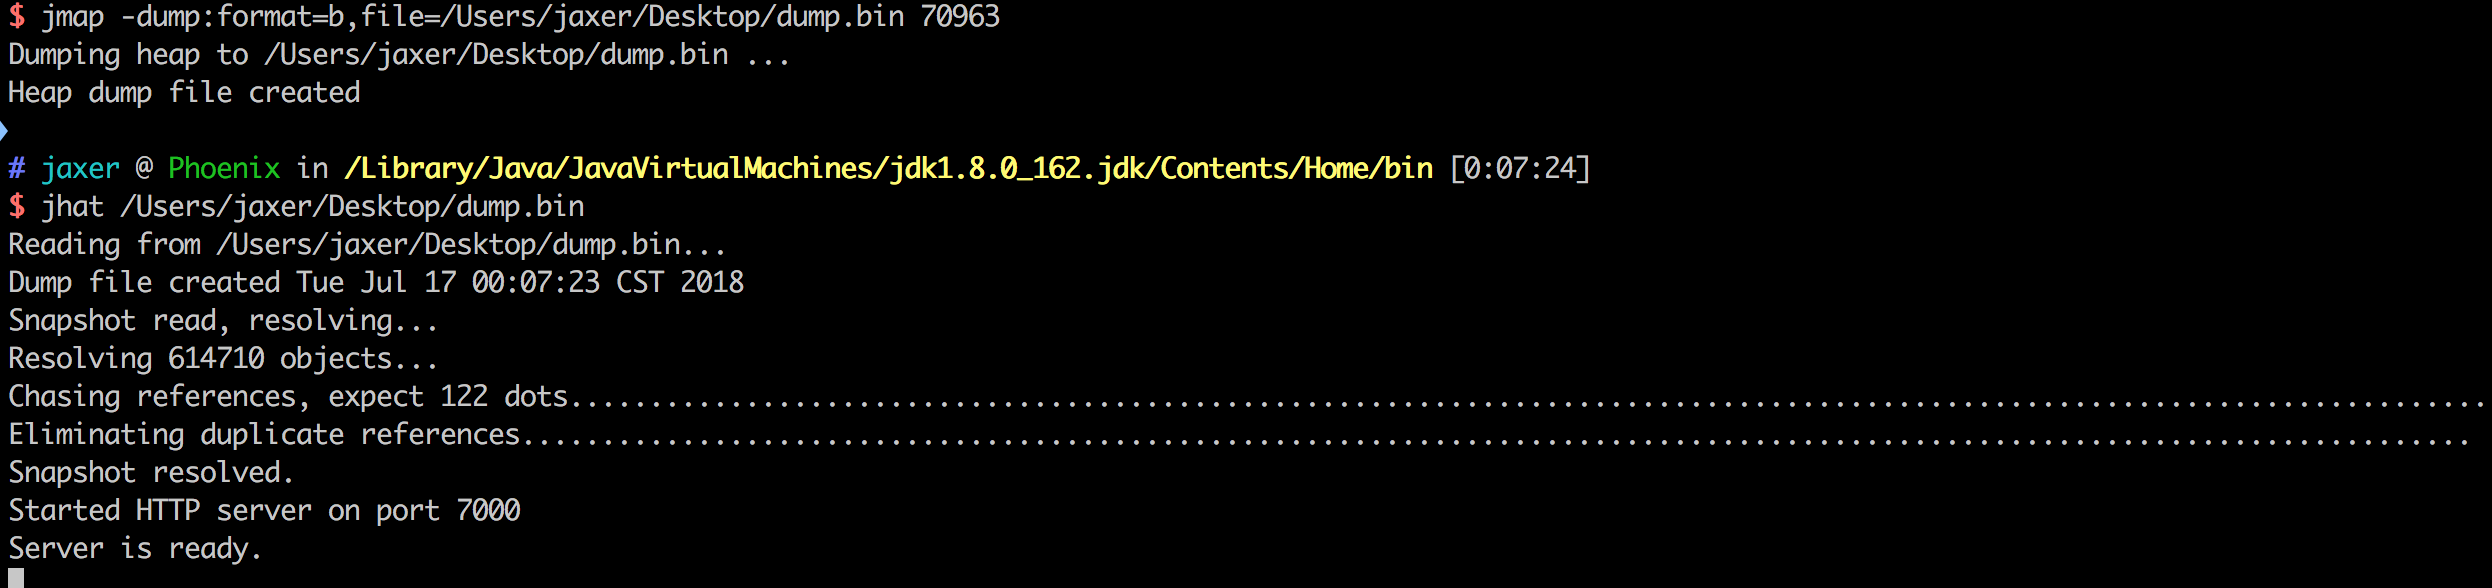 $ jmap -dump:format=b,file=/Users/jaxer/Desktop/dump.bin 70963
Dumping heap to /Users/jaxer/Desktop/dump.bin ...
Heap dump file created
# jaxer @ Phoenix in /Library/Java/JavaVirtualMachines/jdk1.8.0_162.jdk/Contents/Home/bin [0:07:24]
$ jhat /Users/jaxer/Desktop/dump.bin
Reading from /Users/jaxer/Desktop/dump.bin...
Dump file created Tue Jul 17 00:07:23 CST 2018
Snapshot read, resolving...
Resolving 614710 objects...
Chasing references, expect 122 dots........................................................................................................................
Eliminating duplicate references..........................................................................................................................
Snapshot resolved.
Started HTTP server on port 7000
Server is ready.